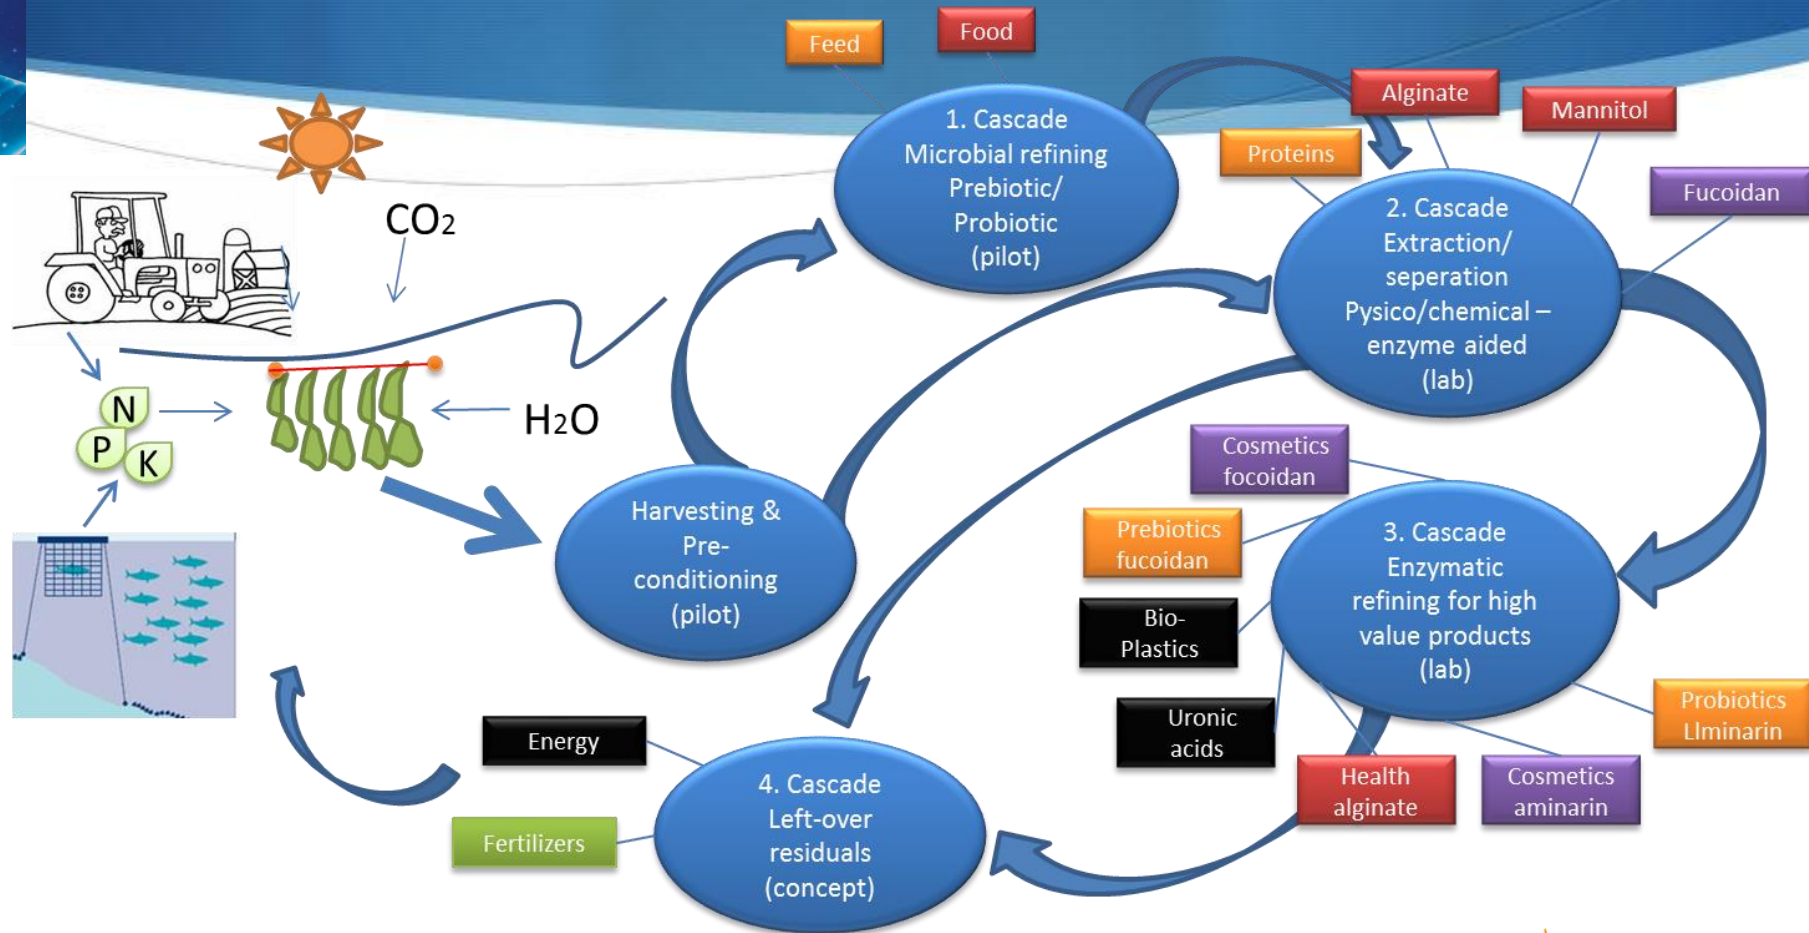 Feed
Food
1. Cascade
Microbial refining
Prebiotic/
Probiotic
(pilot)
Alginate
Mannitol
Proteins
Fucoidan
2. Cascade
Extraction/
seperation
Pysico/chemical –
enzyme aided
(lab)
CO2
N
P
K
H2O
Harvesting &
Pre-
conditioning
(pilot)
Cosmetics
focoidan
Prebiotics
fucoidan
Bio-
Plastics
Uronic
acids
3. Cascade
Enzymatic
refining for high
value products
(lab)
Probiotics
LIminarin
Health
alginate
Cosmetics
aminarin
Energy
Fertilizers
4. Cascade
Left-over
residuals
(concept)